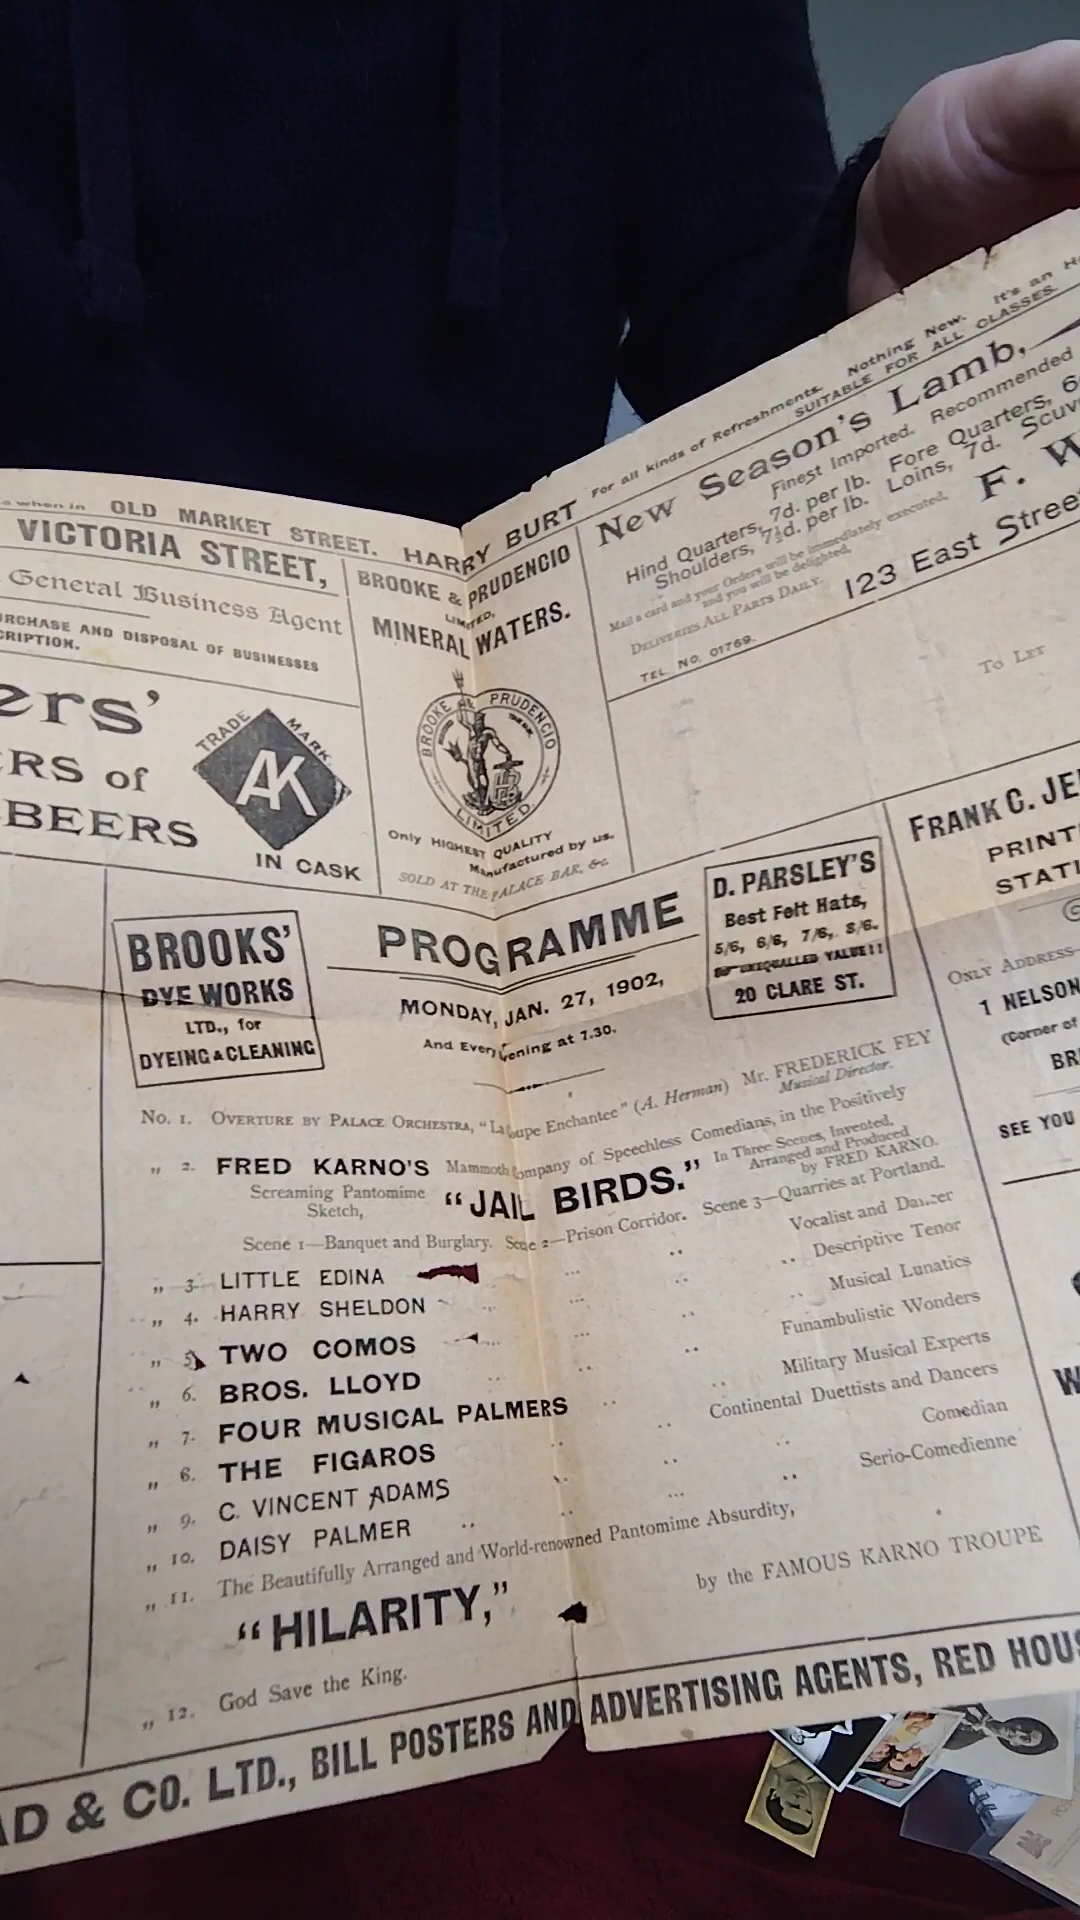 when in OLD MARKET STREET. HARRY BURT For all kinds of Refreshments. Nothing New. It's an
SUITABLE FOR ALL CLASSES.
VICTORIA STREET,
General Business Agent
PURCHASE AND DISPOSAL OF BUSINESSES
CRIPTION.
ers'
ERS of
BEERS
TRADE MARK
AK
IN CASK
BROOKE & PRUDENCIO
LIMITED,
MINERAL WATERS.
BROOKE & PRUDENCIO
LIMITED.
Only HIGHEST QUALITY
Manufactured by us.
SOLD AT THE PALACE BAR, &c.
New Season's Lamb,
Finest Imported. Recommended
Hind Quarters, 7d. per lb. Fore Quarters,
Shoulders, 7½d. per lb. Loins, 7d.
Mail a card and your Orders will be immediately executed,
and you will be delighted.
DELIVERIES ALL PARTS DAILY.
F. W
TEL. NO. 01769.
123 East Stree
TO LET
BROOKS'
DYE WORKS
LTD., for
DYEING & CLEANING
PROGRAMME
MONDAY, JAN. 27, 1902,
And Every Evening at 7.30.
D. PARSLEY'S
Best Felt Hats,
5/6, 6/6, 7/6, 8/6.
UNEQUALLED VALUE!!
20 CLARE ST.
FRANK C. JE
PRINT
STATI
ONLY ADDRESS
1 NELSON
(Corner of
BR
SEE YOU
No. 1. OVERTURE BY PALACE ORCHESTRA, "La Coupe Enchantee" (A. Herman) Mr. FREDERICK FEY
Musical Director.
„ 2. FRED KARNO'S Mammoth Company of Speechless Comedians, in the Positively
Screaming Pantomime
Sketch, "JAIL BIRDS." In Three Scenes, Invented,
Arranged and Produced
by FRED KARNO.
Scene 1—Banquet and Burglary. Scene 2—Prison Corridor. Scene 3—Quarries at Portland.
„ 3. LITTLE EDINA ... .. Vocalist and Dancer
„ 4. HARRY SHELDON ... .. Descriptive Tenor
„ 5. TWO COMOS ... .. Musical Lunatics
„ 6. BROS. LLOYD .. .. Funambulistic Wonders
„ 7. FOUR MUSICAL PALMERS .. .. Military Musical Experts
„ 8. THE FIGAROS .. .. Continental Duettists and Dancers
„ 9. C. VINCENT ADAMS .. .. Comedian
„ 10. DAISY PALMER .. .. Serio-Comedienne
„ 11. The Beautifully Arranged and World-renowned Pantomime Absurdity,
"HILARITY," by the FAMOUS KARNO TROUPE
„ 12. God Save the King.
& CO. LTD., BILL POSTERS AND ADVERTISING AGENTS, RED HOUS